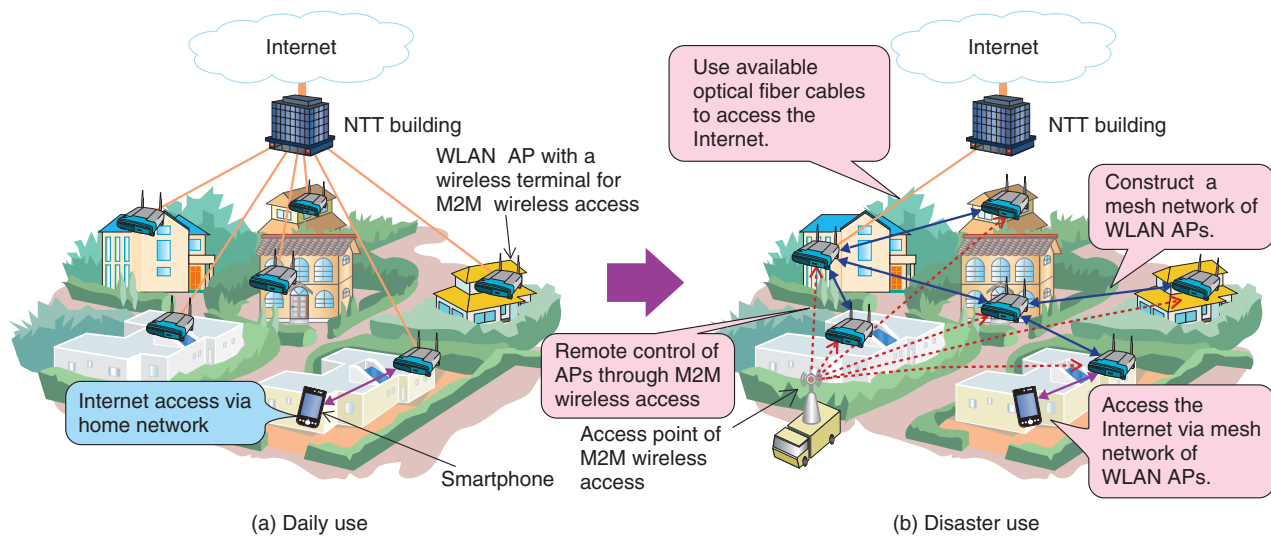 Internet
NTT building
WLAN AP with a
wireless terminal for
M2M wireless access
Internet access via
home network
Smartphone
(a) Daily use
Internet
Use available
optical fiber cables
to access the
Internet.
NTT building
Construct a
mesh network of
WLAN APs.
Remote control of
APs through M2M
wireless access
Access point of
M2M wireless
access
Access the
Internet via mesh
network of
WLAN APs.
(b) Disaster use